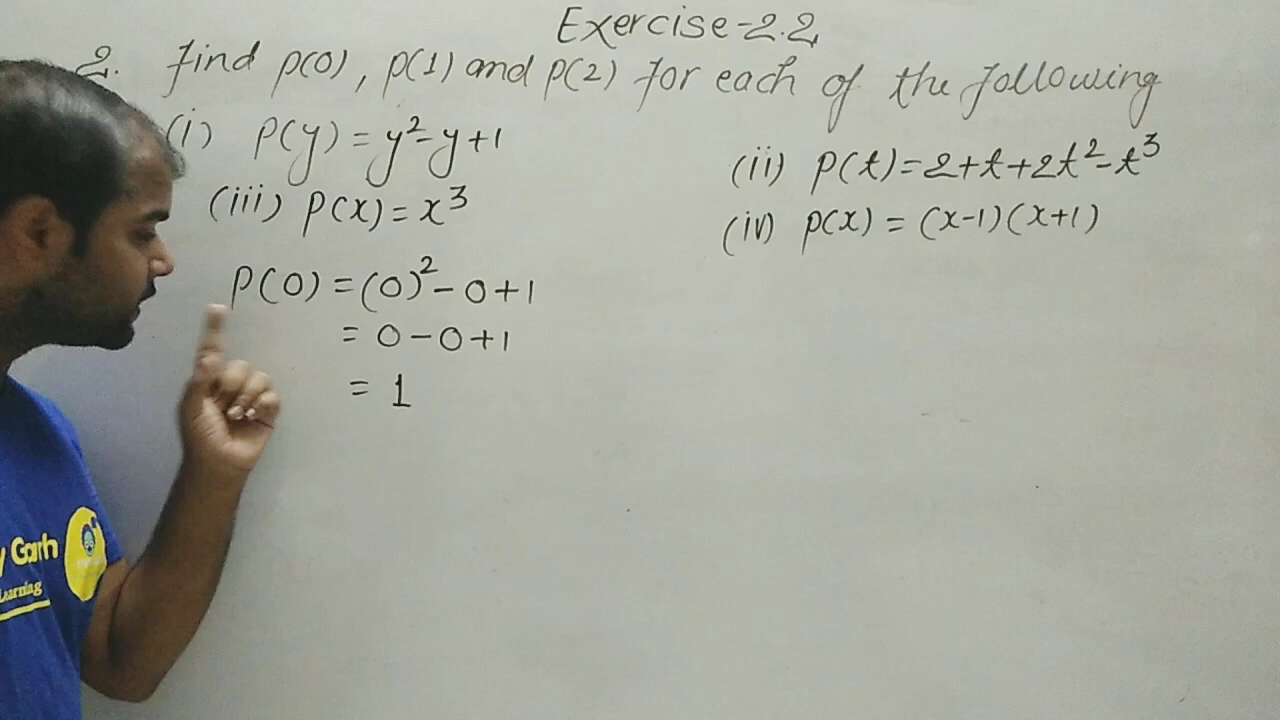 Exercise-2.2
2. find p(0), p(1) and p(2) for each of the following
(i) p(y) = y²-y+1
(ii) p(t)=2+t+2t²-t³
(iii) p(x) = x³
(iv) p(x) = (x-1)(x+1)
p(0) = (0)²-0+1
= 0-0+1
= 1
Garh
Learning